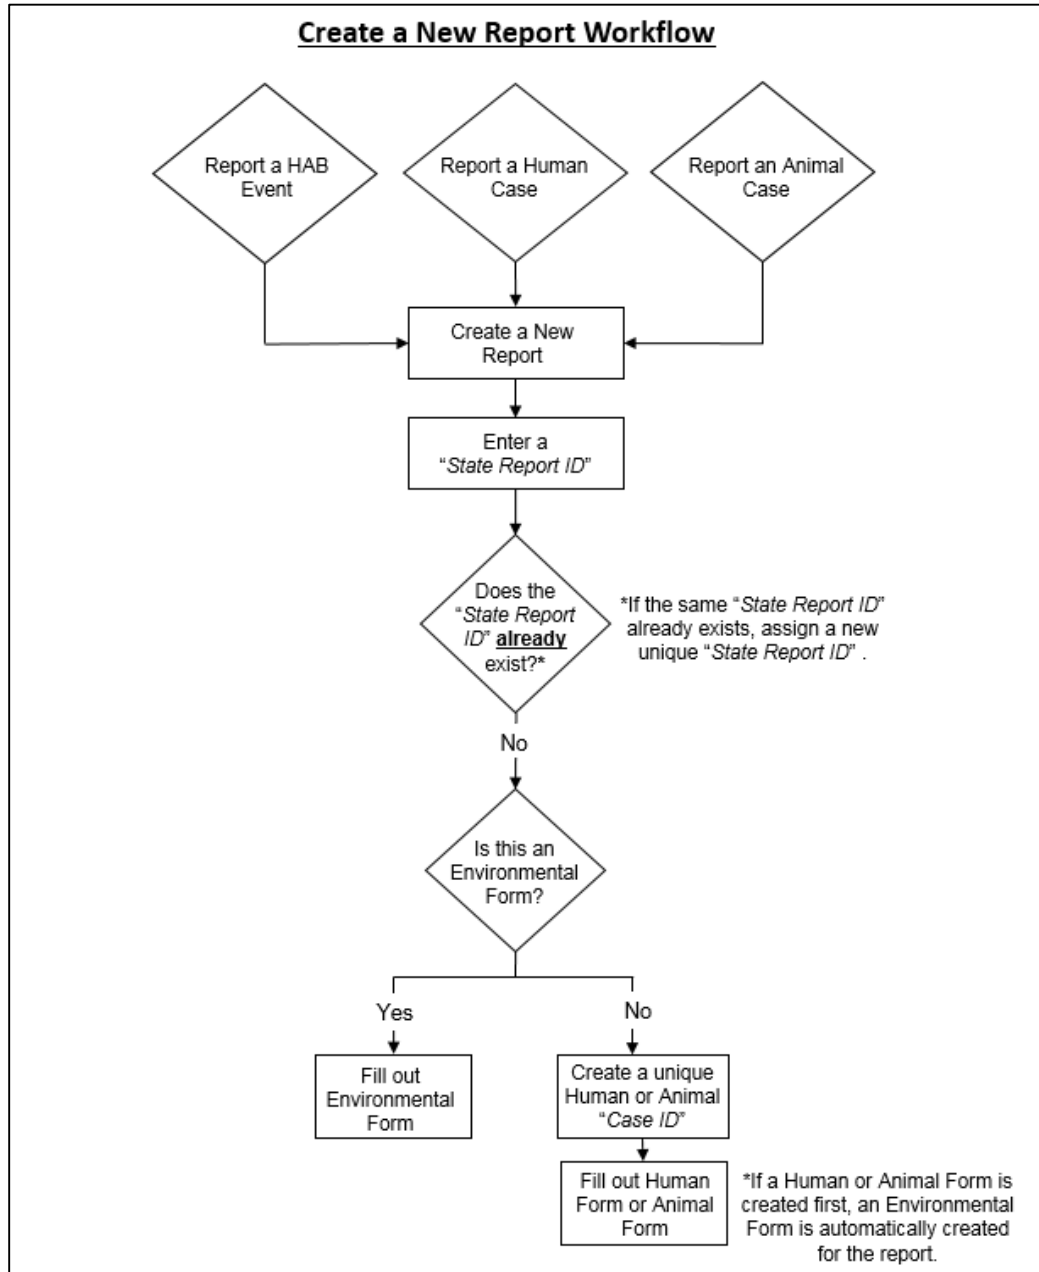 Create a New Report Workflow
Report a HAB
Event
Report a Human
Case
Report an Animal
Case
Create a New
Report
Enter a
“State Report ID”
Does the
“State Report
ID” already
exist?*
*If the same “State Report ID”
already exists, assign a new
unique “State Report ID” .
No
Is this an
Environmental
Form?
Yes
No
Fill out
Environmental
Form
Create a unique
Human or Animal
“Case ID”
Fill out Human
Form or Animal
Form
*If a Human or Animal Form is
created first, an Environmental
Form is automatically created
for the report.